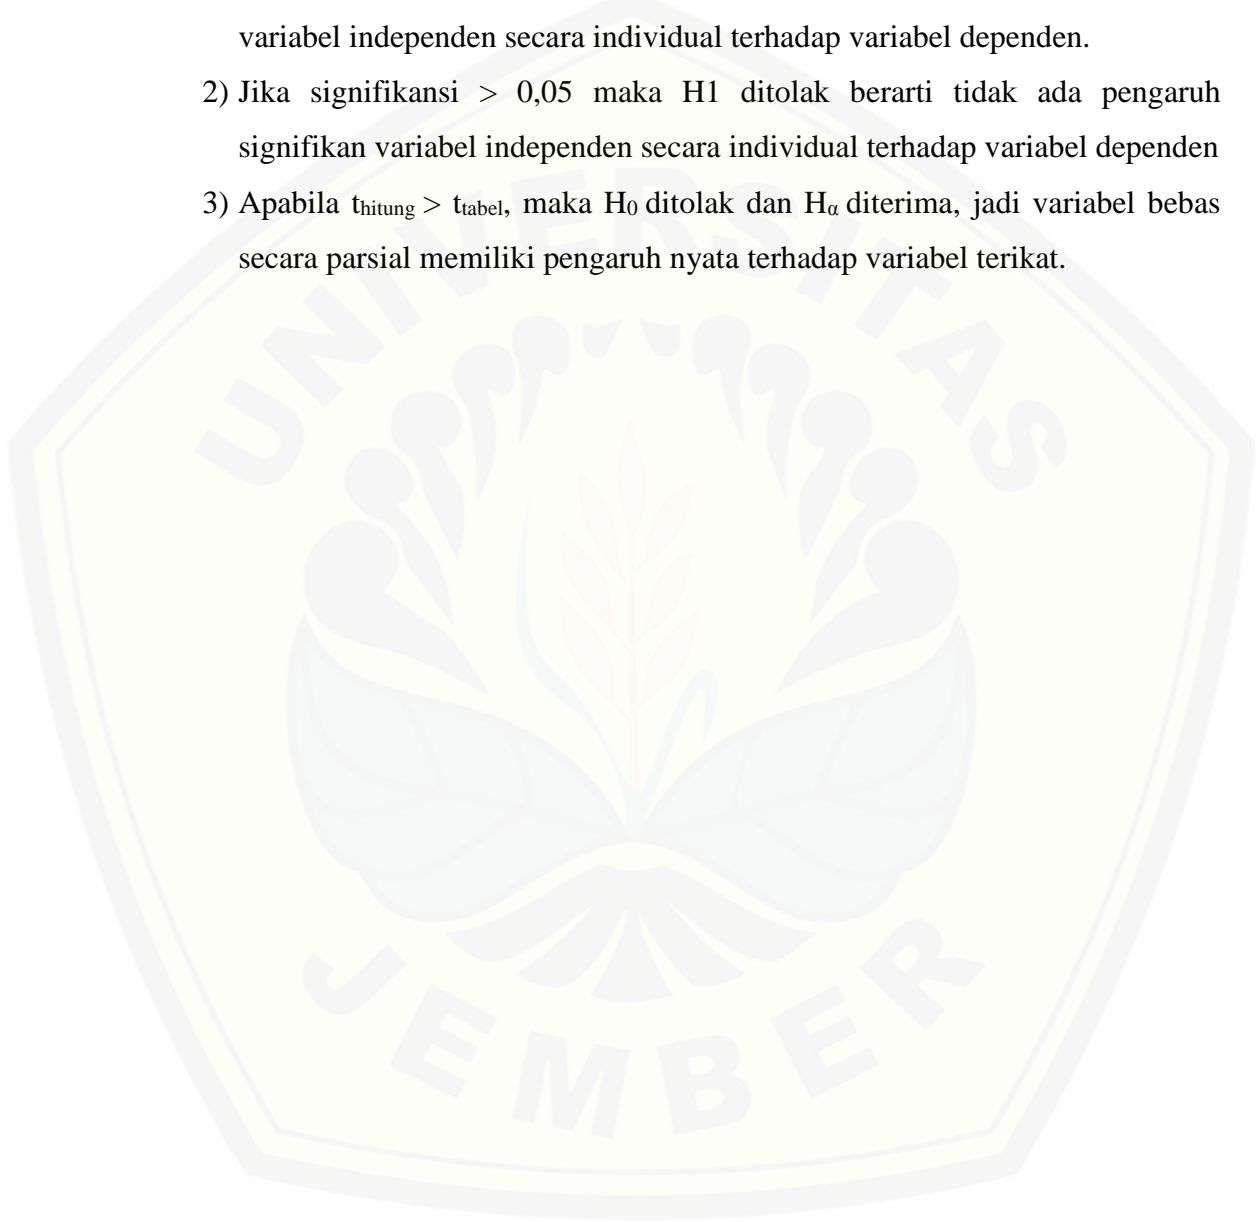 variabel independen secara individual terhadap variabel dependen.
2) Jika signifikansi > 0,05 maka H1 ditolak berarti tidak ada pengaruh
signifikan variabel independen secara individual terhadap variabel dependen
3) Apabila thitung > ttabel, maka H0 ditolak dan Hα diterima, jadi variabel bebas
secara parsial memiliki pengaruh nyata terhadap variabel terikat.
UNIVERSITAS
JEMBER